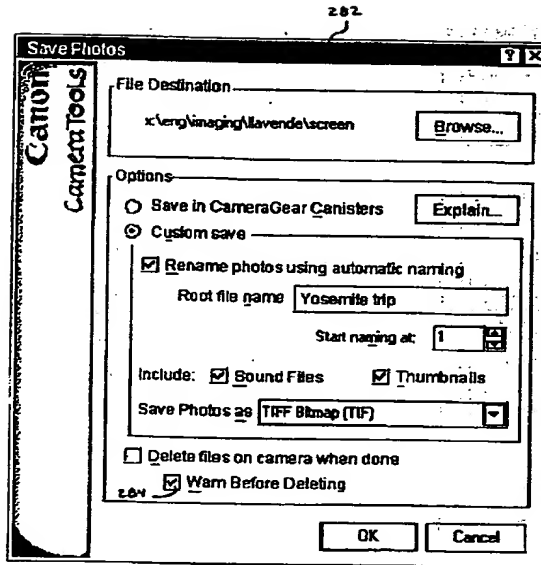 282
Save Photos
Canon
CameraTools
File Destination
x:\eng\imaging\llavende\screen
Browse...
Options
Save in CameraGear Canisters
Explain...
Custom save
Rename photos using automatic naming
Root file name Yosemite trip
Start naming at: 1
Include: Sound Files Thumbnails
Save Photos as TIFF Bitmap (TIF)
Delete files on camera when done
284 Warn Before Deleting
OK Cancel